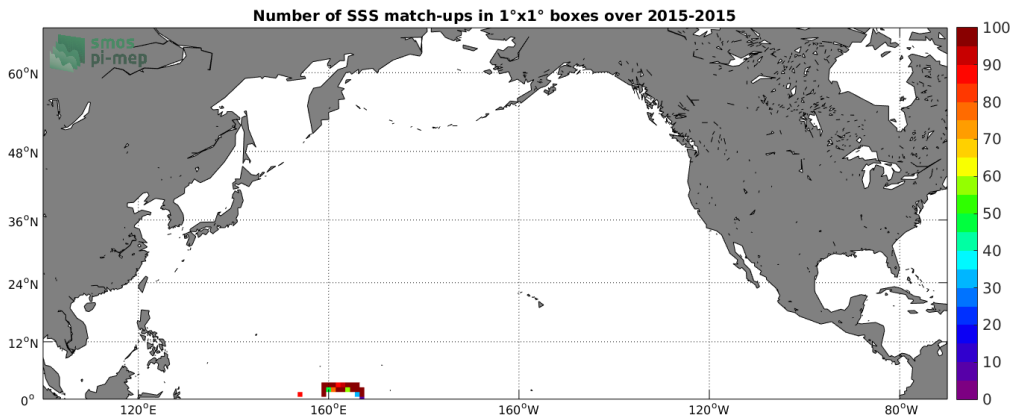 Number of SSS match-ups in 1°x1° boxes over 2015-2015
smos
pi-mep
60°N
48°N
36°N
24°N
12°N
0°
120°E
160°E
160°W
120°W
80°W
100
90
80
70
60
50
40
30
20
10
0